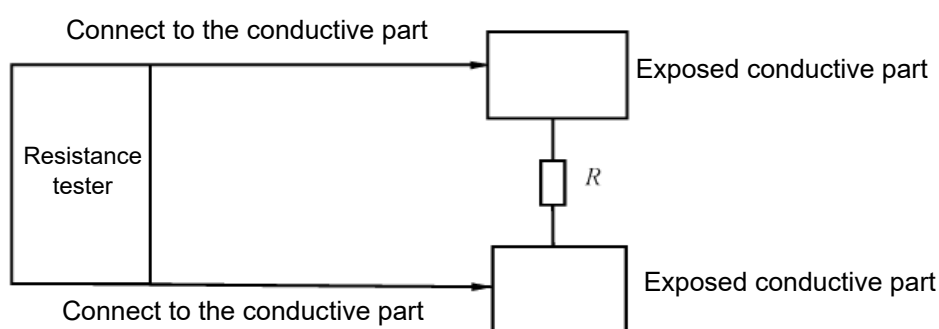 Connect to the conductive part
Exposed conductive part
Resistance
tester
R
Exposed conductive part
Connect to the conductive part